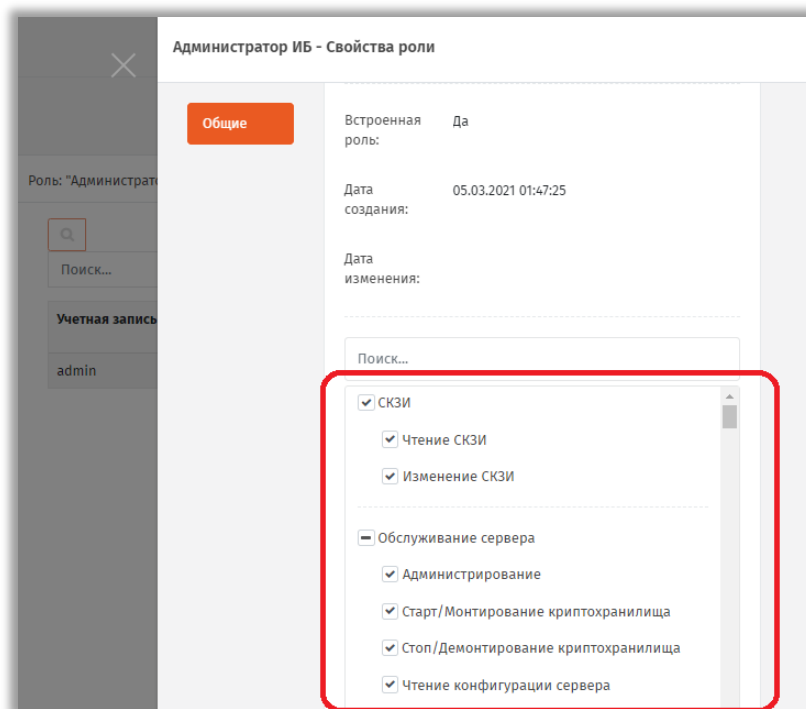 Администратор ИБ - Свойства роли
Общие
Встроенная
роль:
Да
Дата
создания:
05.03.2021 01:47:25
Дата
изменения:
Роль: "Администрат
Поиск...
Учетная запись
admin
Поиск...
СКЗИ
Чтение СКЗИ
Изменение СКЗИ
Обслуживание сервера
Администрирование
Старт/Монтирование криптохранилища
Стоп/Демонтирование криптохранилища
Чтение конфигурации сервера